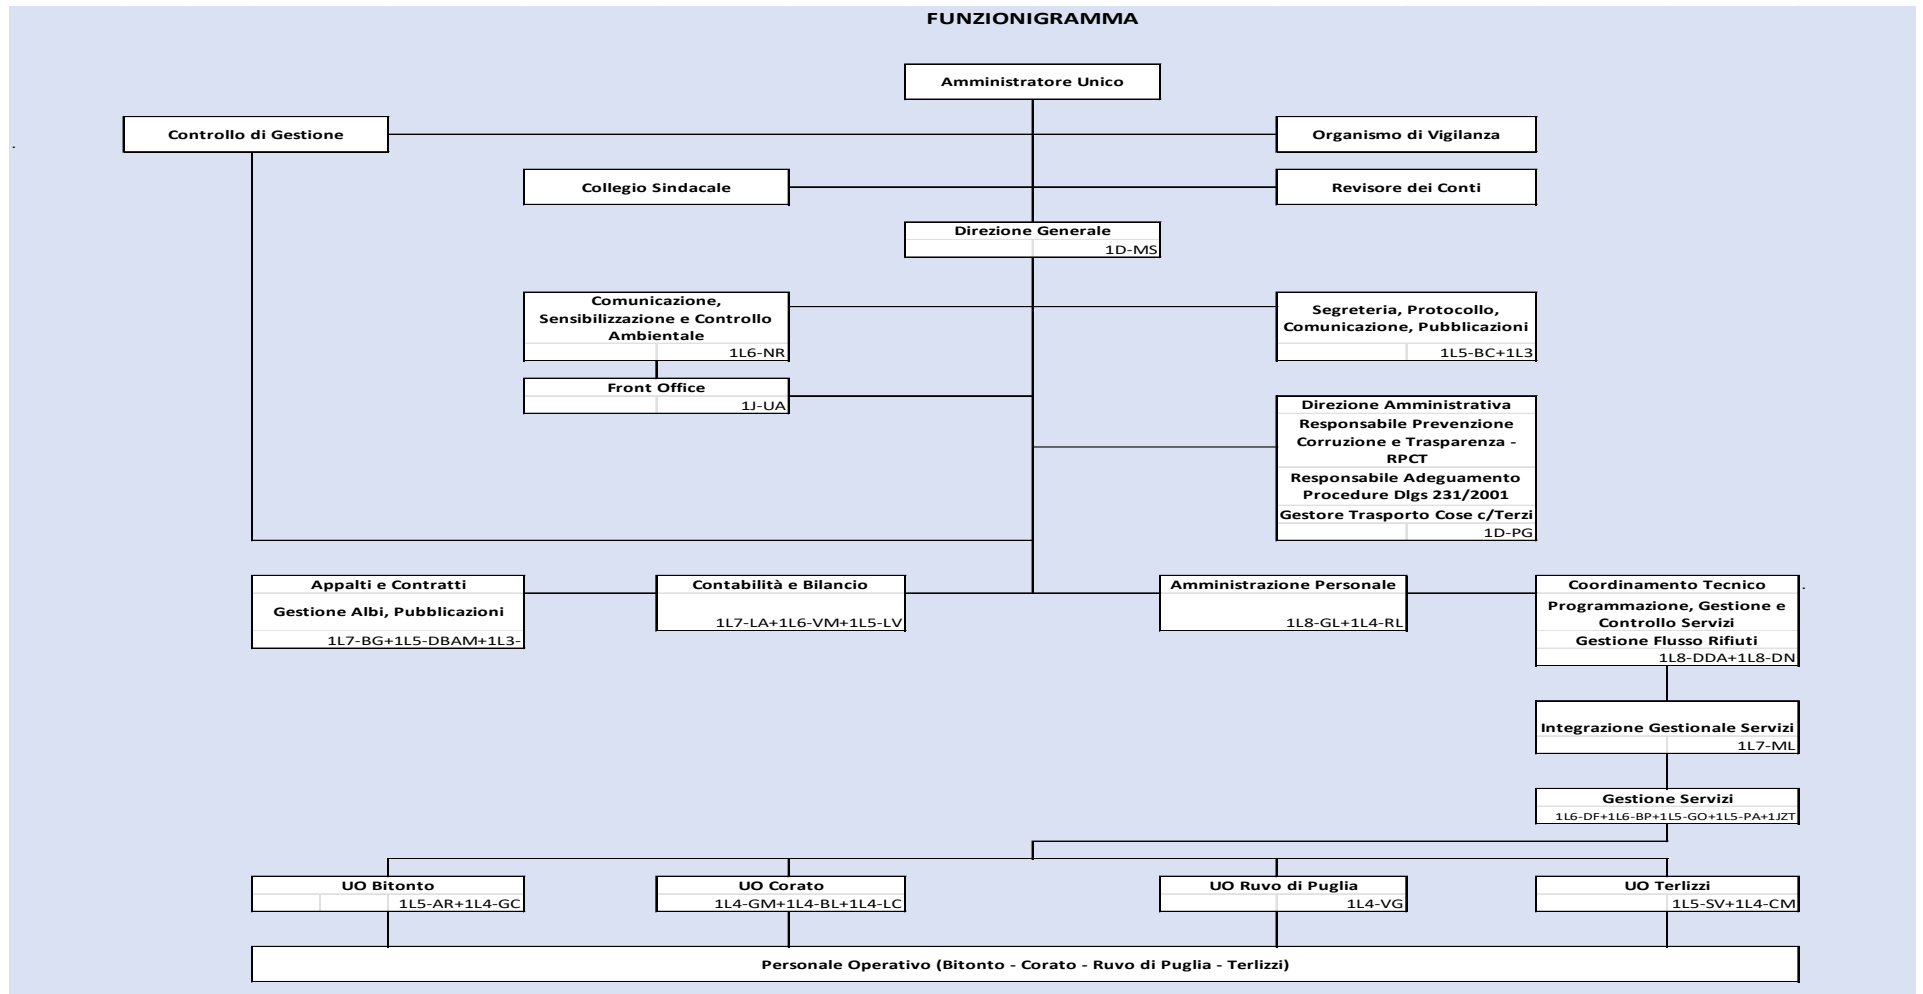 FUNZIONIGRAMMA
Amministratore Unico
Controllo di Gestione
Organismo di Vigilanza
Collegio Sindacale
Revisore dei Conti
Direzione Generale
1D-MS
Comunicazione,
Sensibilizzazione e Controllo
Ambientale
1L6-NR
Segreteria, Protocollo,
Comunicazione, Pubblicazioni
1L5-BC+1L3
Front Office
1J-UA
Direzione Amministrativa
Responsabile Prevenzione
Corruzione e Trasparenza -
RPCT
Responsabile Adeguamento
Procedure Dlgs 231/2001
Gestore Trasporto Cose c/Terzi
1D-PG
Appalti e Contratti
Gestione Albi, Pubblicazioni
1L7-BG+1L5-DBAM+1L3-
Contabilità e Bilancio
1L7-LA+1L6-VM+1L5-LV
Amministrazione Personale
1L8-GL+1L4-RL
Coordinamento Tecnico
Programmazione, Gestione e
Controllo Servizi
Gestione Flusso Rifiuti
1L8-DDA+1L8-DN
Integrazione Gestionale Servizi
1L7-ML
Gestione Servizi
1L6-DF+1L6-BP+1L5-GO+1L5-PA+1JZT
UO Bitonto
1L5-AR+1L4-GC
UO Corato
1L4-GM+1L4-BL+1L4-LC
UO Ruvo di Puglia
1L4-VG
UO Terlizzi
1L5-SV+1L4-CM
Personale Operativo (Bitonto - Corato - Ruvo di Puglia - Terlizzi)